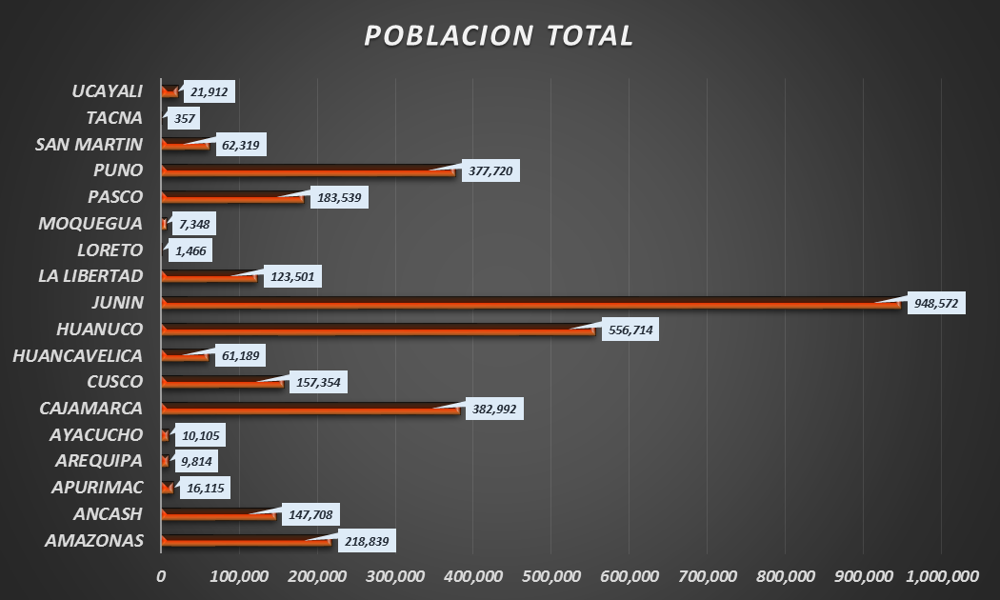 POBLACION TOTAL
UCAYALI 21,912
TACNA 357
SAN MARTIN 62,319
PUNO 377,720
PASCO 183,539
MOQUEGUA 7,348
LORETO 1,466
LA LIBERTAD 123,501
JUNIN 948,572
HUANUCO 556,714
HUANCAVELICA 61,189
CUSCO 157,354
CAJAMARCA 382,992
AYACUCHO 10,105
AREQUIPA 9,814
APURIMAC 16,115
ANCASH 147,708
AMAZONAS 218,839
0 100,000 200,000 300,000 400,000 500,000 600,000 700,000 800,000 900,000 1,000,000